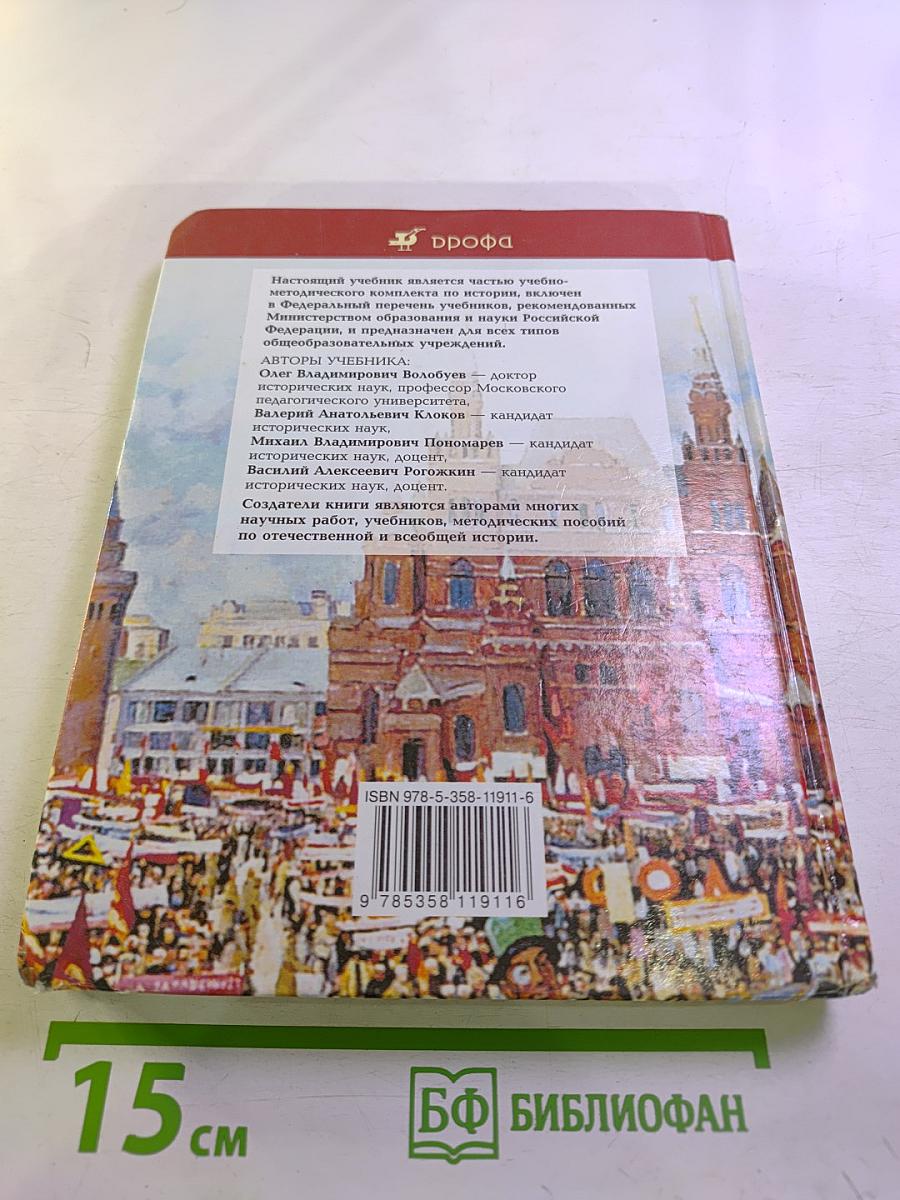 дрофа
Настоящий учебник является частью учебно-
методического комплекта по истории, включен
в Федеральный перечень учебников, рекомендованных
Министерством образования и науки Российской
Федерации, и предназначен для всех типов
общеобразовательных учреждений.
АВТОРЫ УЧЕБНИКА:
Олег Владимирович Волобуев — доктор
исторических наук, профессор Московского
педагогического университета,
Валерий Анатольевич Клоков — кандидат
исторических наук,
Михаил Владимирович Пономарев — кандидат
исторических наук, доцент,
Василий Алексеевич Рогожкин — кандидат
исторических наук, доцент.
Создатели книги являются авторами многих
научных работ, учебников, методических пособий
по отечественной и всеобщей истории.
ISBN 978-5-358-11911-6
9 785358 119116
15 см
БФ БИБЛИОФАН